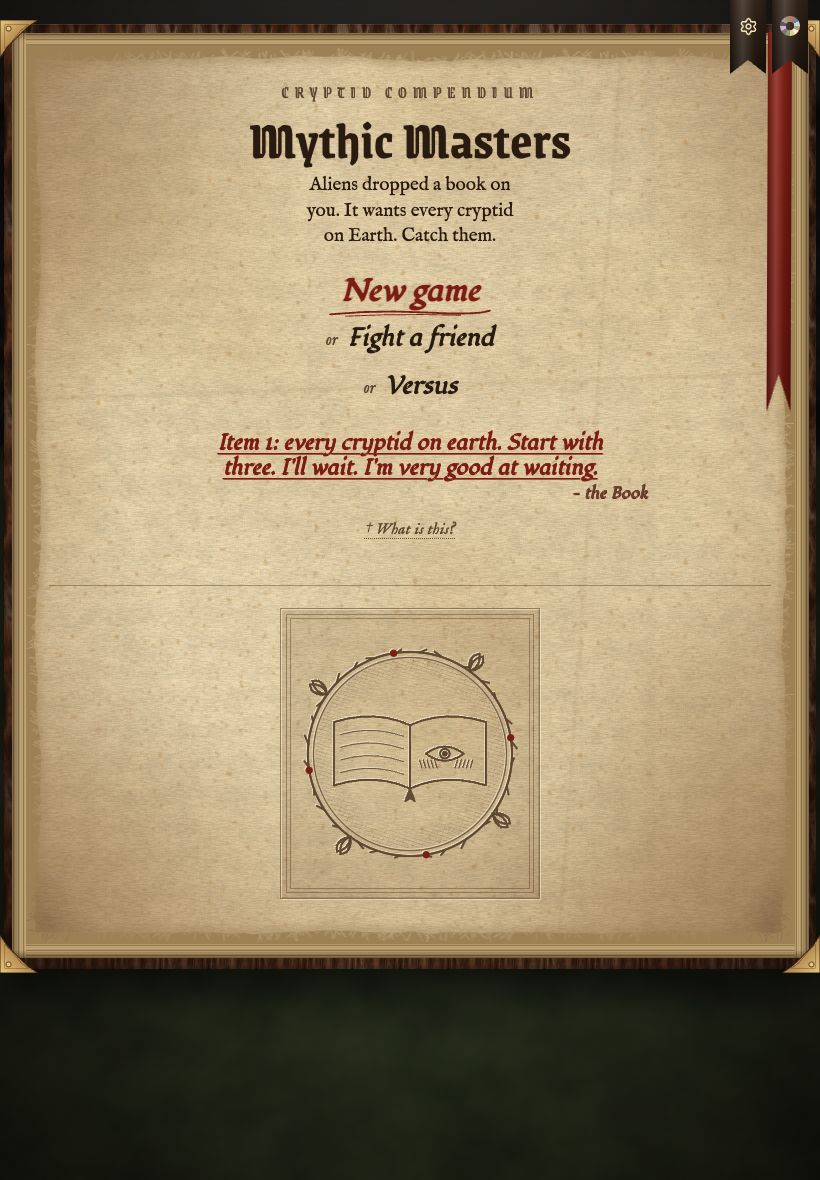 CRYPTID COMPENDIUM
Mythic Masters
Aliens dropped a book on
you. It wants every cryptid
on Earth. Catch them.
New game
or Fight a friend
or Versus
Item 1: every cryptid on earth. Start with
three. I'll wait. I'm very good at waiting.
- the Book
† What is this?